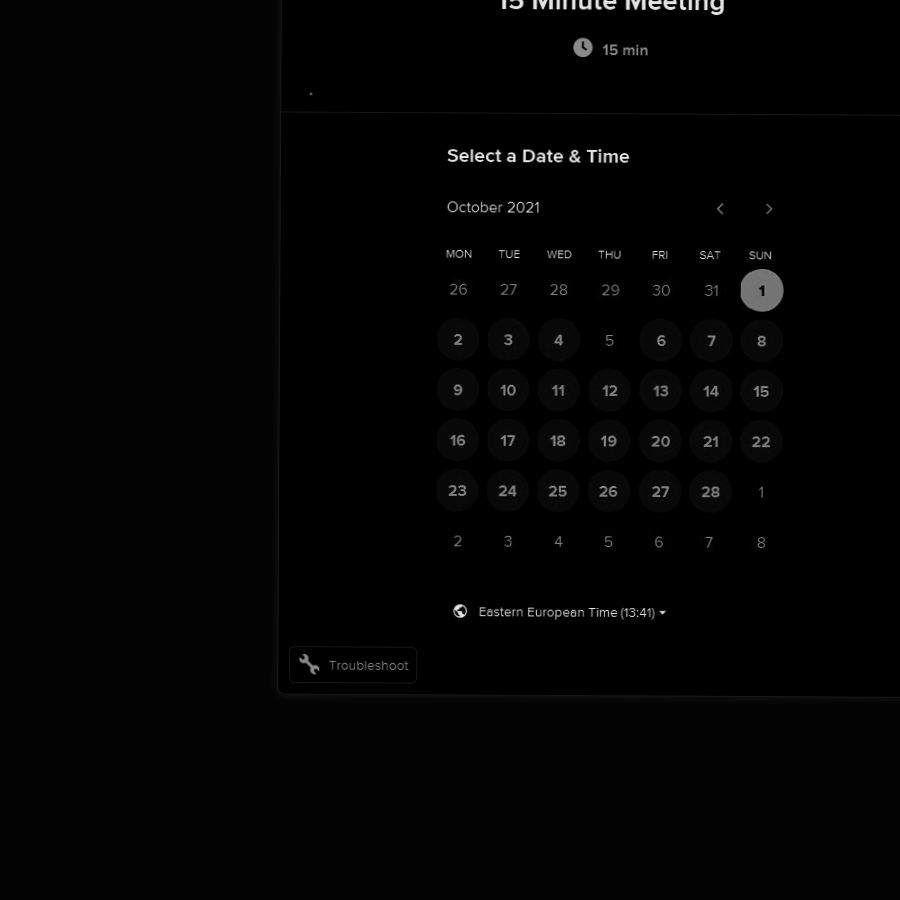 15 Minute Meeting
15 min
Select a Date & Time
October 2021
MON TUE WED THU FRI SAT SUN
26 27 28 29 30 31 1
2 3 4 5 6 7 8
9 10 11 12 13 14 15
16 17 18 19 20 21 22
23 24 25 26 27 28 1
2 3 4 5 6 7 8
Eastern European Time (13:41)
Troubleshoot